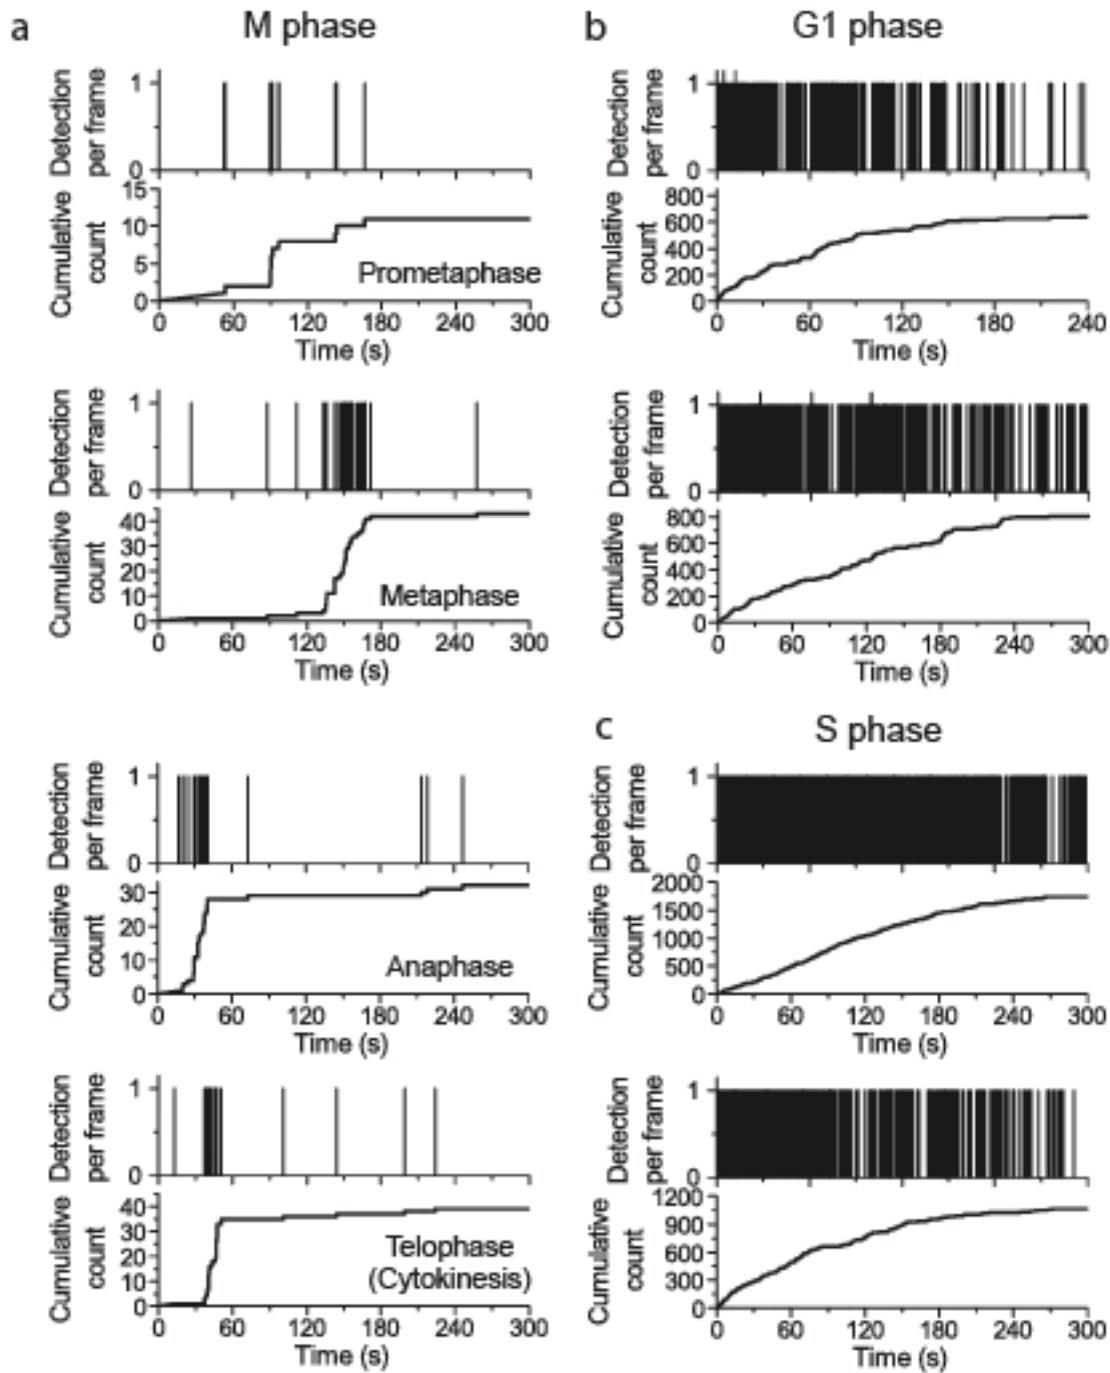 a
M phase
Detection
per frame
1
0
Cumulative
count
15
10
5
0
Prometaphase
0 60 120 180 240 300
Time (s)
Detection
per frame
1
0
Cumulative
count
40
30
20
10
0
Metaphase
0 60 120 180 240 300
Time (s)
Detection
per frame
1
0
Cumulative
count
30
20
10
0
Anaphase
0 60 120 180 240 300
Time (s)
Detection
per frame
1
0
Cumulative
count
40
30
20
10
0
Telophase
(Cytokinesis)
0 60 120 180 240 300
Time (s)
b
G1 phase
Detection
per frame
1
0
Cumulative
count
800
600
400
200
0
0 60 120 180 240
Time (s)
Detection
per frame
1
0
Cumulative
count
800
600
400
200
0
0 60 120 180 240 300
Time (s)
c
S phase
Detection
per frame
1
0
Cumulative
count
2000
1500
1000
500
0
0 60 120 180 240 300
Time (s)
Detection
per frame
1
0
Cumulative
count
1200
900
600
300
0
0 60 120 180 240 300
Time (s)